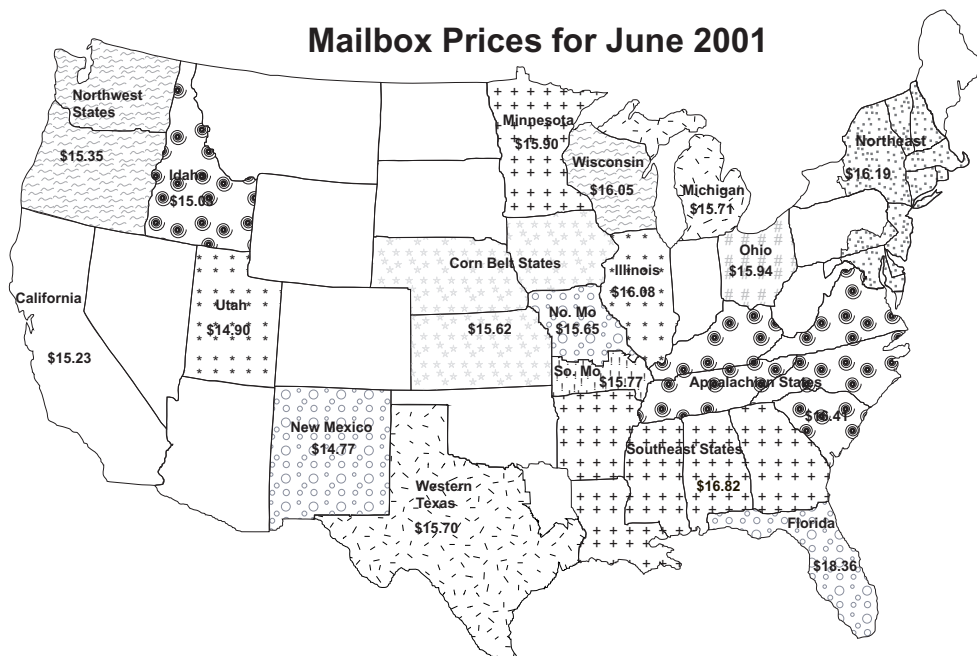 Mailbox Prices for June 2001
Northwest
States
$15.35
Idaho
Minnesota
$15.90
Wisconsin
$16.05
Michigan
$15.71
Northeast
$16.19
Corn Belt States
$15.62
Illinois
$16.08
Ohio
$15.94
California
$15.23
Utah
$14.90
No. Mo
$15.65
So. Mo
$15.77
Appalachian States
$16.41
New Mexico
$14.77
Western
Texas
$15.70
Southeast States
$16.82
Florida
$18.36